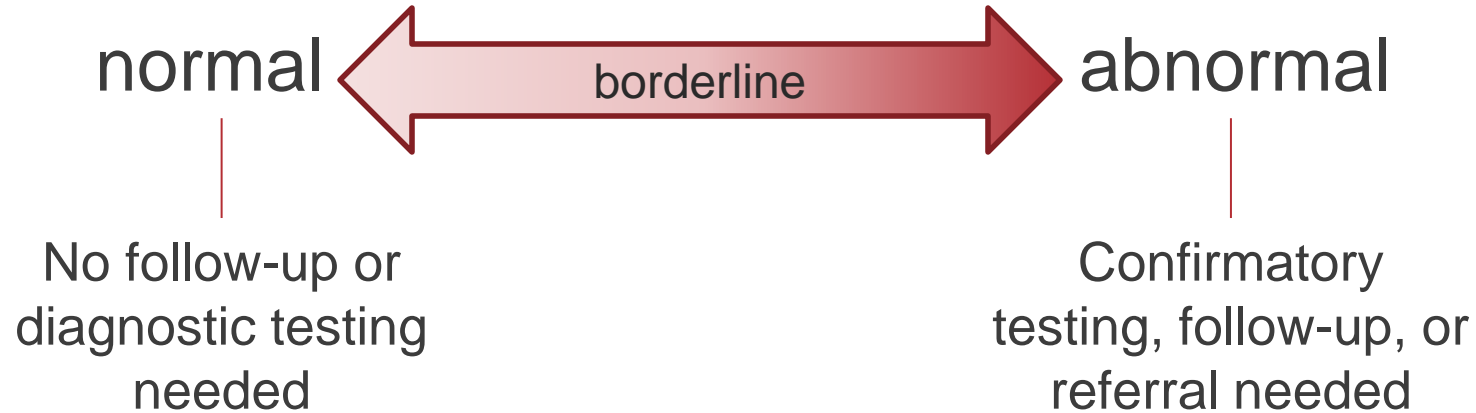 normal
borderline
abnormal
No follow-up or
diagnostic testing
needed
Confirmatory
testing, follow-up, or
referral needed